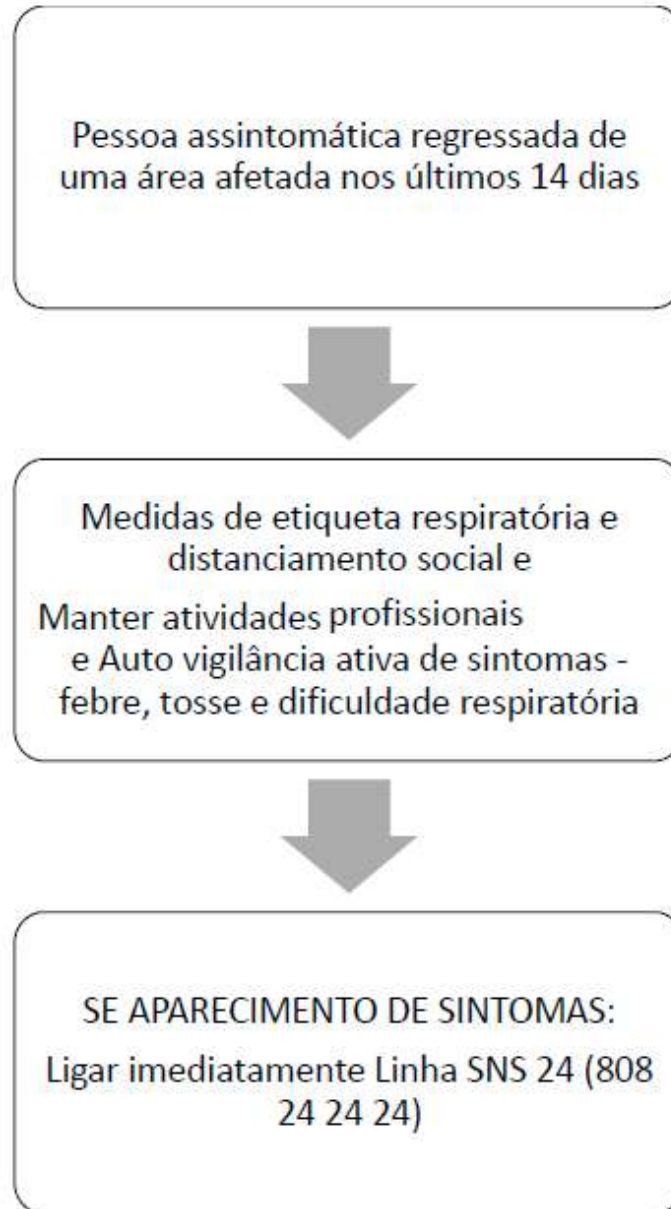 Pessoa assintomática regressada de
uma área afetada nos últimos 14 dias
Medidas de etiqueta respiratória e
distanciamento social e
Manter atividades profissionais
e Auto vigilância ativa de sintomas -
febre, tosse e dificuldade respiratória
SE APARECIMENTO DE SINTOMAS:
Ligar imediatamente Linha SNS 24 (808
24 24 24)